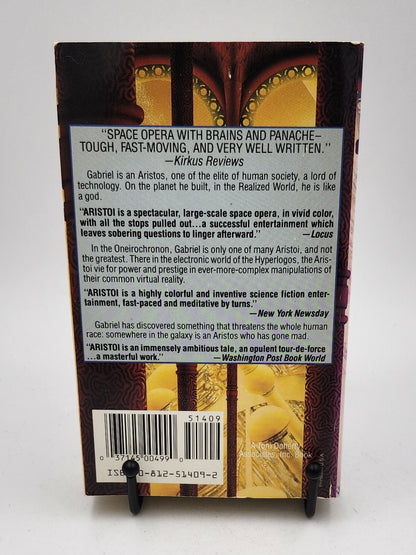 "SPACE OPERA WITH BRAINS AND PANACHE–
TOUGH, FAST-MOVING, AND VERY WELL WRITTEN."
—Kirkus Reviews
Gabriel is an Aristos, one of the elite of human society, a lord of
technology. On the planet he built, in the Realized World, he is like
a god.
"ARISTOI is a spectacular, large-scale space opera, in vivid color,
with all the stops pulled out...a successful entertainment which
leaves sobering questions to linger afterward." —Locus
In the Oneirochronon, Gabriel is only one of many Aristoi, and not
the greatest. There in the electronic world of the Hyperlogos, the Aris-
toi vie for power and prestige in ever-more-complex manipulations of
their common virtual reality.
"ARISTOI is a highly colorful and inventive science fiction enter-
tainment, fast-paced and meditative by turns."
—New York Newsday
Gabriel has discovered something that threatens the whole human
race: somewhere in the galaxy is an Aristos who has gone mad.
"ARISTOI is an immensely ambitious tale, an opulent tour-de-force
...a masterful work." —Washington Post Book World
51409
0 37145 00499 0
ISBN 0-812-51409-2
A Tom Doherty
Associates, Inc. Book